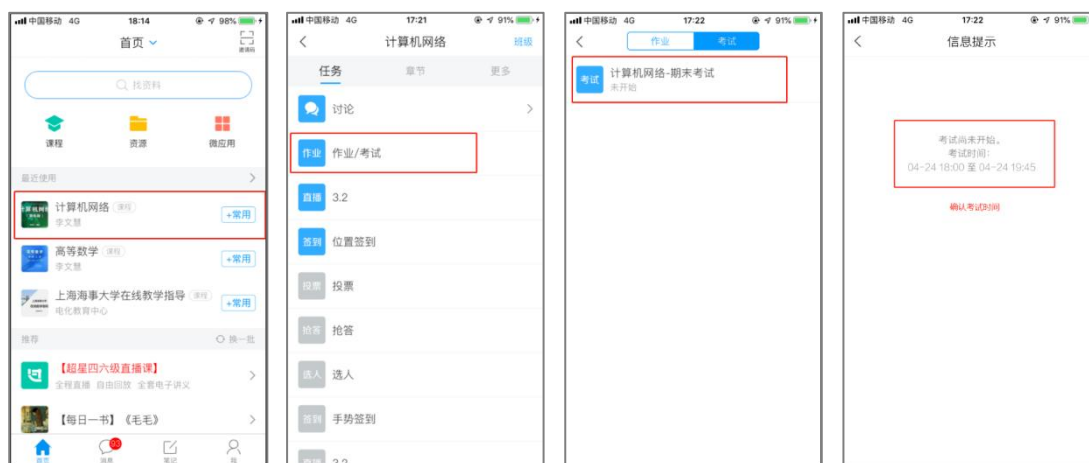 中国移动 4G 18:14 98%
首页
邀请码
找资料
课程 资源 微应用
最近使用
计算机网络 课程
李文慧
+常用
高等数学 课程
李文慧
+常用
上海海事大学在线教学指导 课程
电化教育中心
+常用
推荐 换一批
【超星四六级直播课】
全程直播 自由回放 全套电子讲义
【每日一书】《毛毛》
首页 消息 笔记 我
中国移动 4G 17:21 91%
计算机网络 班级
任务 章节 更多
讨论
作业 作业/考试
直播 3.2
签到 位置签到
投票 投票
抢答 抢答
选人 选人
签到 手势签到
直播 3.2
中国移动 4G 17:22 91%
作业 考试
考试 计算机网络-期末考试
未开始
中国移动 4G 17:22 91%
信息提示
考试尚未开始。
考试时间:
04-24 18:00 至 04-24 19:45
确认考试时间